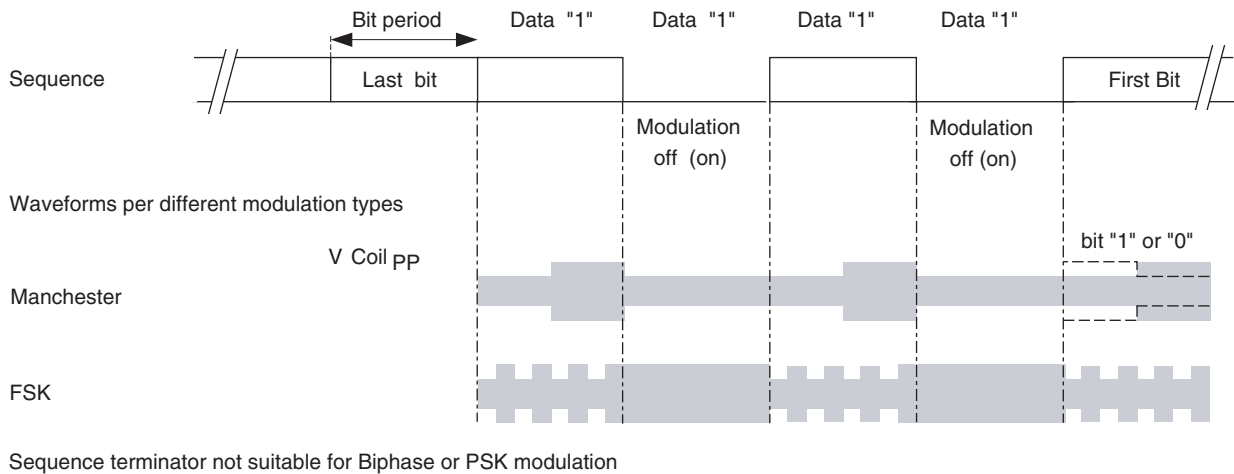 Bit period Data "1" Data "1" Data "1" Data "1"
Sequence Last bit First Bit
Modulation off (on) Modulation off (on)
Waveforms per different modulation types
bit "1" or "0"
V Coil PP
Manchester
FSK
Sequence terminator not suitable for Biphase or PSK modulation